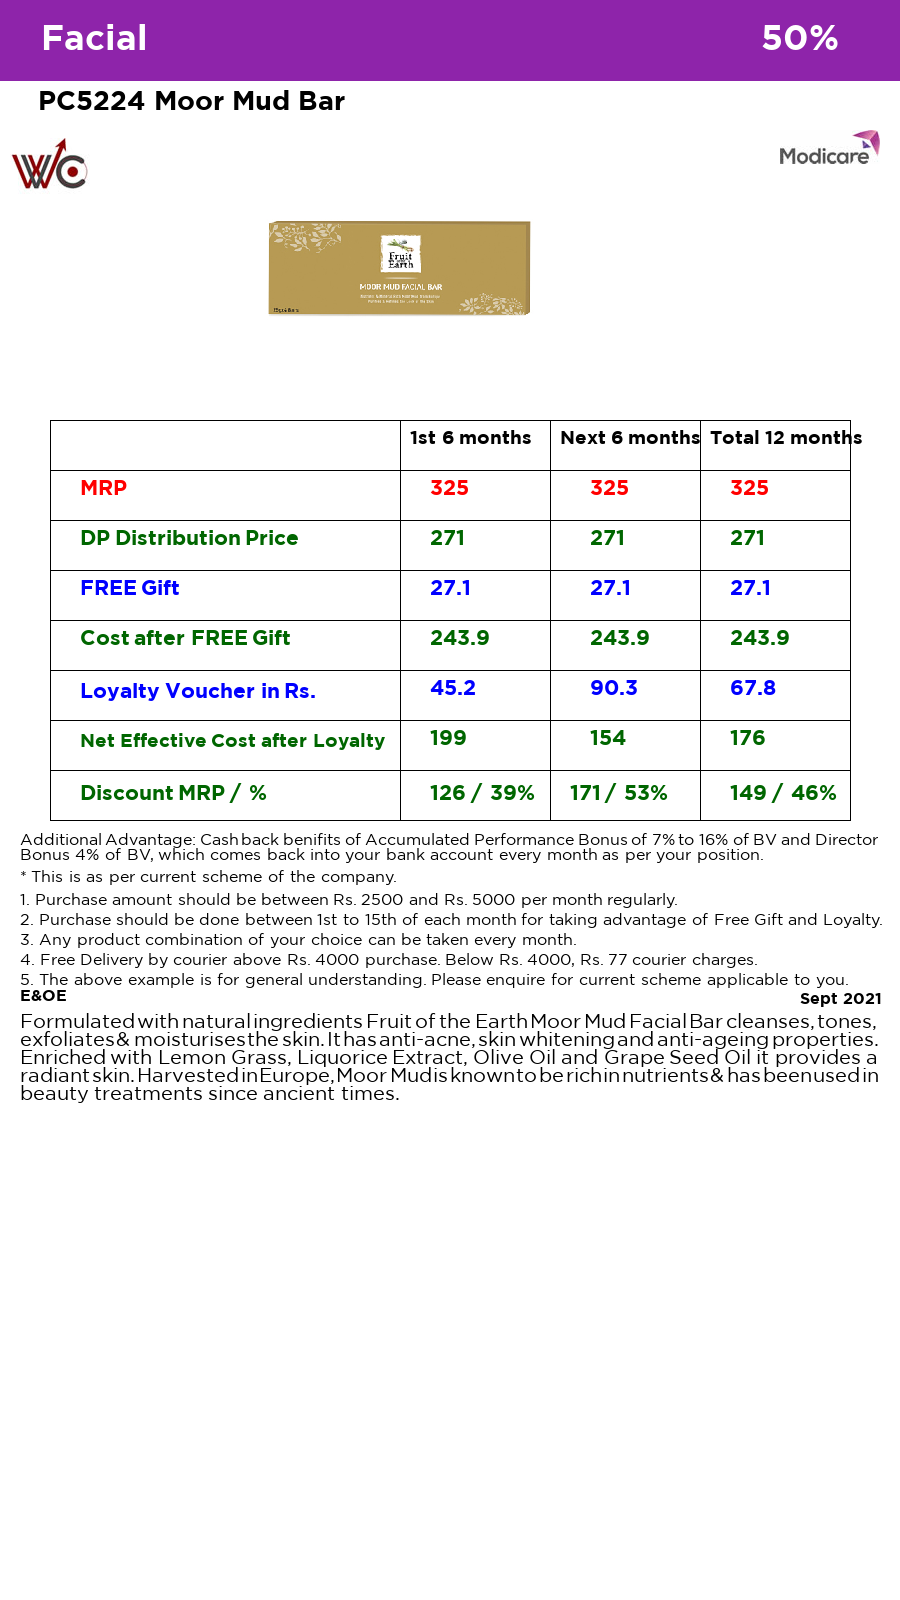 Facial 50%
PC5224 Moor Mud Bar
WC
Modicare
Fruit
of the
Earth
MOOR MUD FACIAL BAR
1st 6 months Next 6 months Total 12 months
MRP 325 325 325
DP Distribution Price 271 271 271
FREE Gift 27.1 27.1 27.1
Cost after FREE Gift 243.9 243.9 243.9
Loyalty Voucher in Rs. 45.2 90.3 67.8
Net Effective Cost after Loyalty 199 154 176
Discount MRP / % 126 / 39% 171 / 53% 149 / 46%
Additional Advantage: Cashback benifits of Accumulated Performance Bonus of 7% to 16% of BV and Director
Bonus 4% of BV, which comes back into your bank account every month as per your position.
* This is as per current scheme of the company.
1. Purchase amount should be between Rs. 2500 and Rs. 5000 per month regularly.
2. Purchase should be done between 1st to 15th of each month for taking advantage of Free Gift and Loyalty.
3. Any product combination of your choice can be taken every month.
4. Free Delivery by courier above Rs. 4000 purchase. Below Rs. 4000, Rs. 77 courier charges.
5. The above example is for general understanding. Please enquire for current scheme applicable to you.
E&OE Sept 2021
Formulated with natural ingredients Fruit of the Earth Moor Mud Facial Bar cleanses, tones,
exfoliates & moisturises the skin. It has anti-acne, skin whitening and anti-ageing properties.
Enriched with Lemon Grass, Liquorice Extract, Olive Oil and Grape Seed Oil it provides a
radiant skin. Harvested in Europe, Moor Mud is known to be rich in nutrients & has been used in
beauty treatments since ancient times.